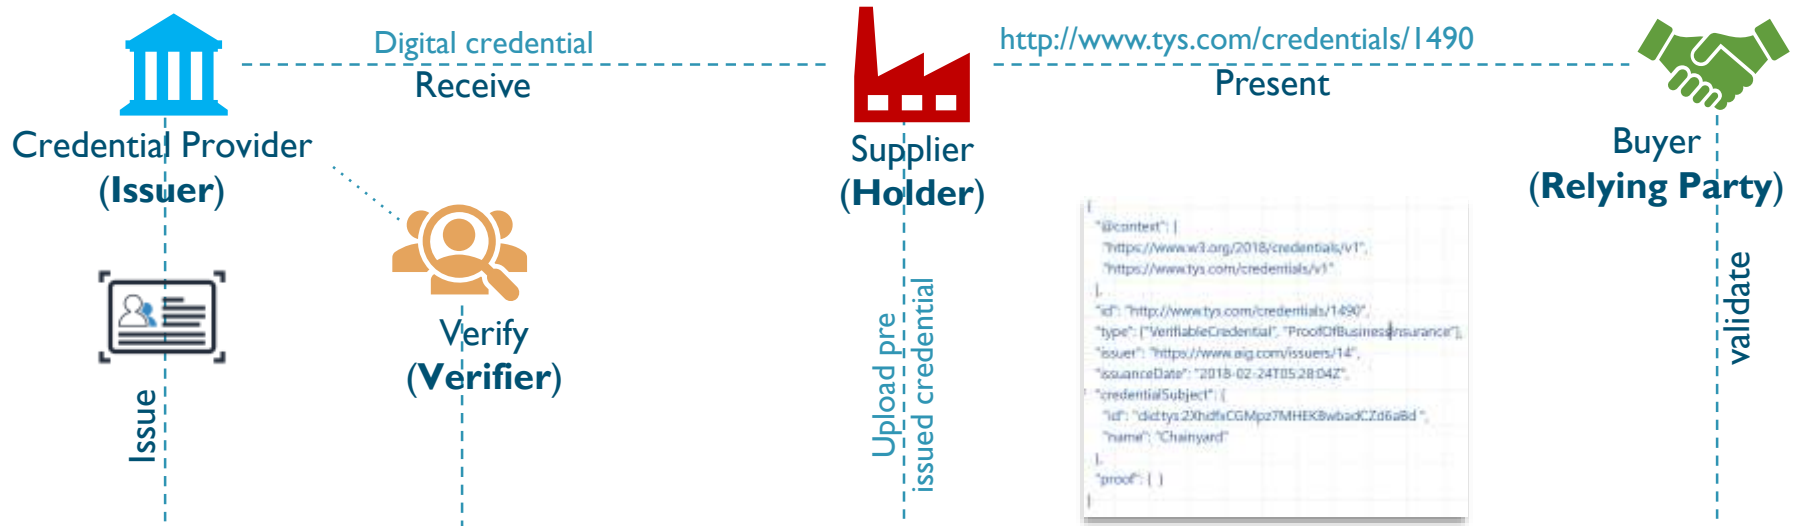 Digital credential
Receive
http://www.tys.com/credentials/1490
Present
Credential Provider
(Issuer)
Supplier
(Holder)
Buyer
(Relying Party)
Verify
(Verifier)
Issue
Upload pre
issued credential
validate
{
"@context": [
"https://www.w3.org/2018/credentials/v1",
"https://www.tys.com/credentials/v1"
],
"id": "http://www.tys.com/credentials/1490",
"type": ["VerifiableCredential", "ProofOfBusinessInsurance"],
"issuer": "https://www.aig.com/issuers/14",
"issuanceDate": "2018-02-24T05:28:04Z",
"credentialSubject": {
"id":
"name": "Chainyard"
},
"proof": { }
}